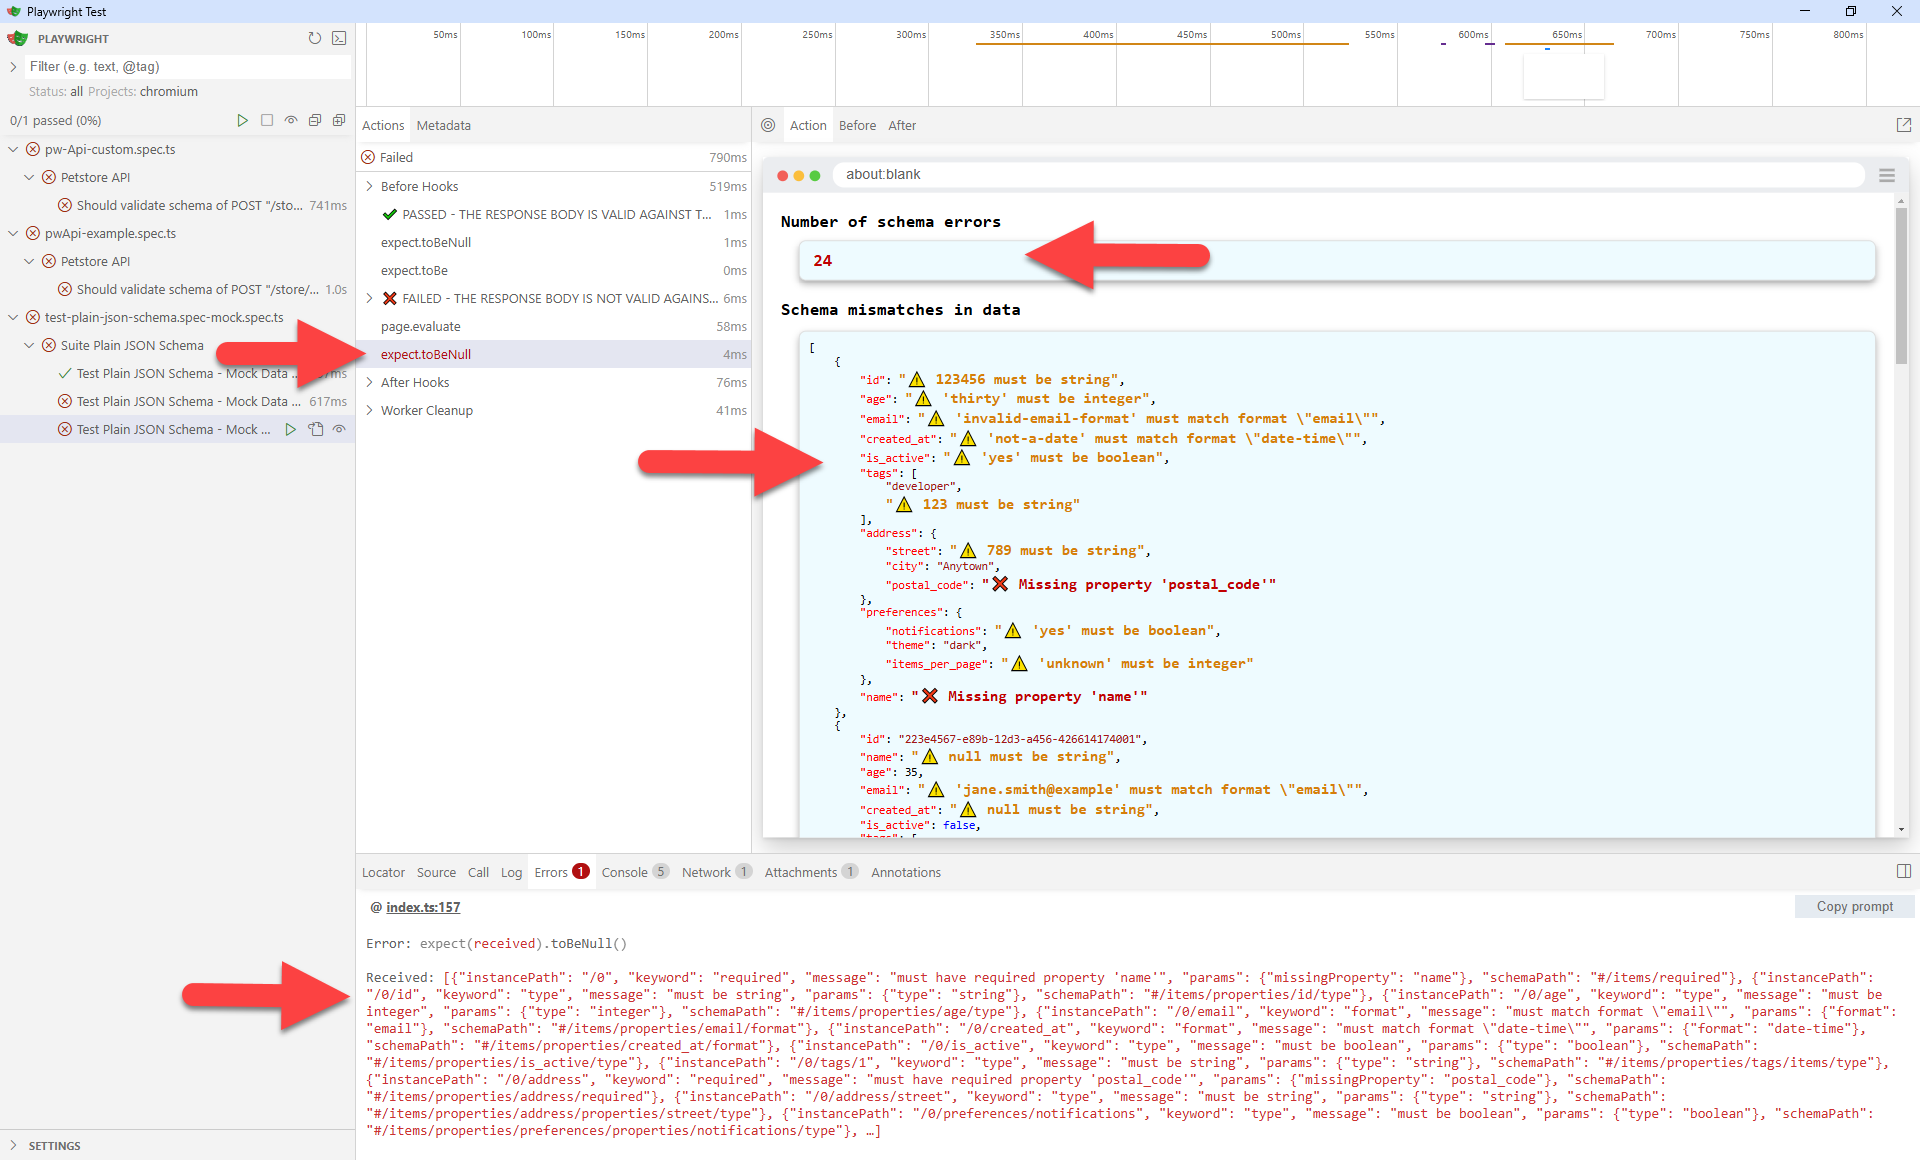 Playwright Test
PLAYWRIGHT
Filter (e.g. text, @tag)
Status: all Projects: chromium
0/1 passed (0%)
pw-Api-custom.spec.ts
Petstore API
Should validate schema of POST "/sto... 741ms
pwApi-example.spec.ts
Petstore API
Should validate schema of POST "/store/... 1.0s
test-plain-json-schema.spec-mock.spec.ts
Suite Plain JSON Schema
Test Plain JSON Schema - Mock Data
Test Plain JSON Schema - Mock Data ... 617ms
Test Plain JSON Schema - Mock ...
SETTINGS
50ms 100ms 150ms 200ms 250ms 300ms 350ms 400ms 450ms 500ms 550ms 600ms 650ms 700ms 750ms 800ms
Actions Metadata
Failed 790ms
Before Hooks 519ms
PASSED - THE RESPONSE BODY IS VALID AGAINST T... 1ms
expect.toBeNull 1ms
expect.toBe 0ms
FAILED - THE RESPONSE BODY IS NOT VALID AGAINS... 6ms
page.evaluate 58ms
expect.toBeNull 4ms
After Hooks 76ms
Worker Cleanup 41ms
Action Before After
about:blank
Number of schema errors
24
Schema mismatches in data
[
{
"id": "⚠ 123456 must be string",
"age": "⚠ 'thirty' must be integer",
"email": "⚠ 'invalid-email-format' must match format \"email\"",
"created_at": "⚠ 'not-a-date' must match format \"date-time\"",
"is_active": "⚠ 'yes' must be boolean",
"tags": [
"developer",
"⚠ 123 must be string"
],
"address": {
"street": "⚠ 789 must be string",
"city": "Anytown",
"postal_code": "❌ Missing property 'postal_code'"
},
"preferences": {
"notifications": "⚠ 'yes' must be boolean",
"theme": "dark",
"items_per_page": "⚠ 'unknown' must be integer"
},
"name": "❌ Missing property 'name'"
},
{
"id": "223e4567-e89b-12d3-a456-426614174001",
"name": "⚠ null must be string",
"age": 35,
"email": "⚠ 'jane.smith@example' must match format \"email\"",
"created_at": "⚠ null must be string",
"is_active": false,
"tags": [
Locator Source Call Log Errors 1 Console 5 Network 1 Attachments 1 Annotations
@ index.ts:157
Copy prompt
Error: expect(received).toBeNull()
Received: [{"instancePath": "/0", "keyword": "required", "message": "must have required property 'name'", "params": {"missingProperty": "name"}, "schemaPath": "#/items/required"}, {"instancePath":
"/0/id", "keyword": "type", "message": "must be string", "params": {"type": "string"}, "schemaPath": "#/items/properties/id/type"}, {"instancePath": "/0/age", "keyword": "type", "message": "must be
integer", "params": {"type": "integer"}, "schemaPath": "#/items/properties/age/type"}, {"instancePath": "/0/email", "keyword": "format", "message": "must match format \"email\"", "params": {"format":
"email"}, "schemaPath": "#/items/properties/email/format"}, {"instancePath": "/0/created_at", "keyword": "format", "message": "must match format \"date-time\"", "params": {"format": "date-time"},
"schemaPath": "#/items/properties/created_at/format"}, {"instancePath": "/0/is_active", "keyword": "type", "message": "must be boolean", "params": {"type": "boolean"}, "schemaPath":
"#/items/properties/is_active/type"}, {"instancePath": "/0/tags/1", "keyword": "type", "message": "must be string", "params": {"type": "string"}, "schemaPath": "#/items/properties/tags/items/type"},
{"instancePath": "/0/address", "keyword": "required", "message": "must have required property 'postal_code'", "params": {"missingProperty": "postal_code"}, "schemaPath":
"#/items/properties/address/required"}, {"instancePath": "/0/address/street", "keyword": "type", "message": "must be string", "params": {"type": "string"}, "schemaPath":
"#/items/properties/address/properties/street/type"}, {"instancePath": "/0/preferences/notifications", "keyword": "type", "message": "must be boolean", "params": {"type": "boolean"}, "schemaPath":
"#/items/properties/preferences/properties/notifications/type"}, …]